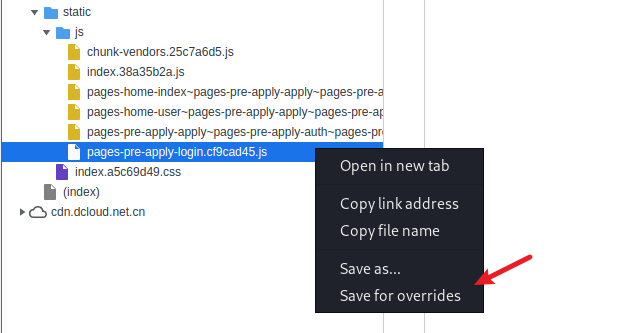 static
js
chunk-vendors.25c7a6d5.js
index.38a35b2a.js
pages-home-index~pages-pre-apply-apply~pages-pre-a
pages-home-user~pages-pre-apply-apply~pages-pre-ap
pages-pre-apply-apply~pages-pre-apply-auth~pages-pre
pages-pre-apply-login.cf9cad45.js
index.a5c69d49.css
(index)
cdn.dcloud.net.cn
Open in new tab
Copy link address
Copy file name
Save as...
Save for overrides